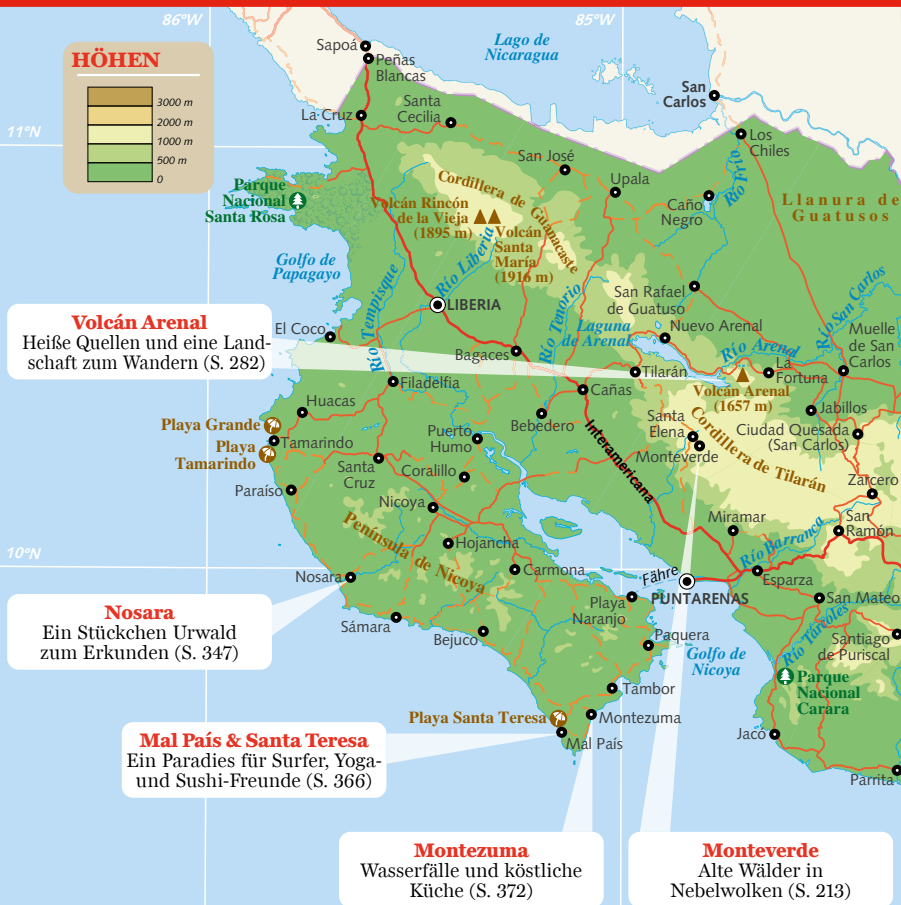 86°W
85°W
11°N
10°N
HÖHEN
3000 m
2000 m
1000 m
500 m
0
Sapoá
Peñas
Blancas
Lago de
Nicaragua
San
Carlos
La Cruz
Santa
Cecilia
Los
Chiles
San José
Upala
Río Frío
Caño
Negro
Llanura de
Guatusos
Parque
Nacional
Santa Rosa
Cordillera de Guanacaste
Volcán Rincón
de la Vieja
(1895 m)
Volcán
Santa
María
(1916 m)
Golfo de
Papagayo
Río Tempisque
Río Liberia
LIBERIA
Río Tenorio
San Rafael
de Guatuso
Río San Carlos
Laguna
de Arenal
Nuevo Arenal
Río Arenal
Muelle
de San
Carlos
Volcán Arenal
Heiße Quellen und eine Land-
schaft zum Wandern (S. 282)
El Coco
Bagaces
Tilarán
La
Fortuna
Filadelfia
Cañas
Volcán Arenal
(1657 m)
Huacas
Bebedero
Santa
Elena
Jabillos
Playa Grande
Tamarindo
Playa
Tamarindo
Puerto
Humo
Interamericana
Monteverde
Cordillera de Tilarán
Ciudad Quesada
(San Carlos)
Santa
Cruz
Coralillo
Paraíso
Nicoya
Zarcero
Península de Nicoya
Miramar
San
Ramón
Hojancha
Río Barranca
Nosara
Carmona
Fähre
PUNTARENAS
Esparza
Playa
Naranjo
San Mateo
Nosara
Ein Stückchen Urwald
zum Erkunden (S. 347)
Sámara
Bejuco
Paquera
Golfo de
Nicoya
Río Tárcoles
Santiago
de Puriscal
Parque
Nacional
Carara
Tambor
Playa Santa Teresa
Montezuma
Mal País
Jacó
Parrita
Mal País & Santa Teresa
Ein Paradies für Surfer, Yoga-
und Sushi-Freunde (S. 366)
Montezuma
Wasserfälle und köstliche
Küche (S. 372)
Monteverde
Alte Wälder in
Nebelwolken (S. 213)